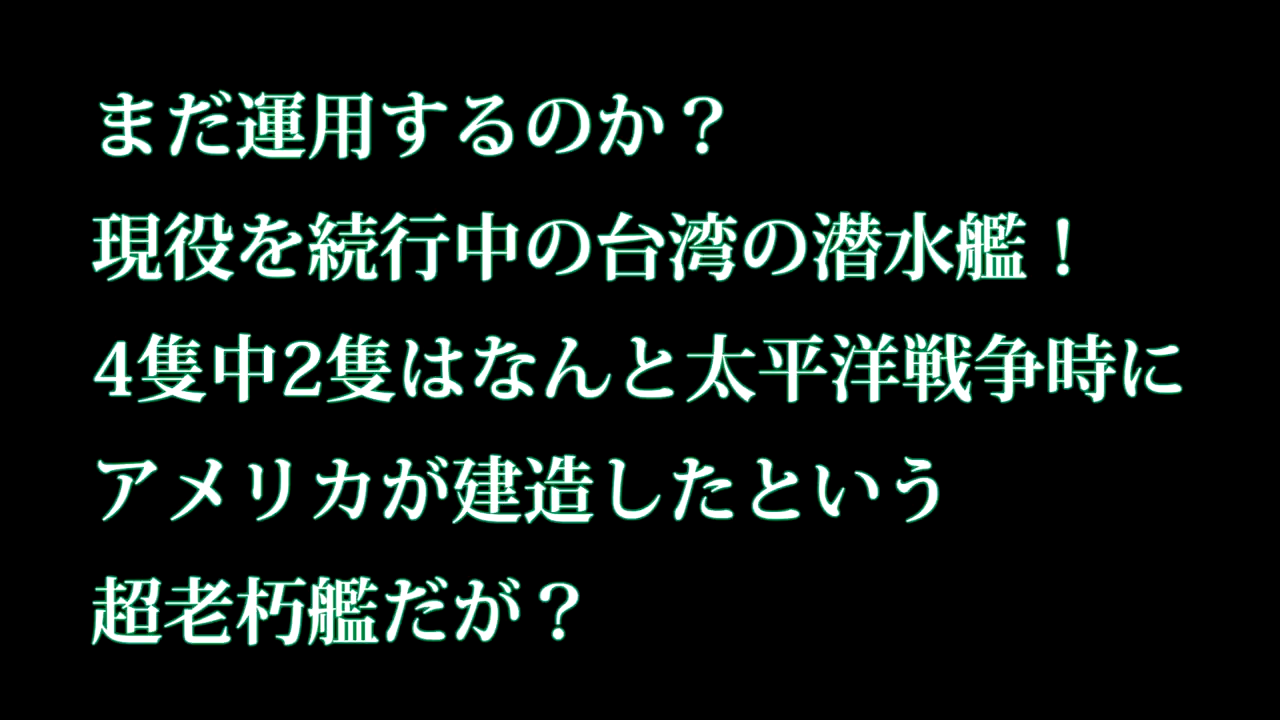 まだ運用するのか？
現役を続行中の台湾の潜水艦！
4隻中2隻はなんと太平洋戦争時に
アメリカが建造したという
超老朽艦だが？